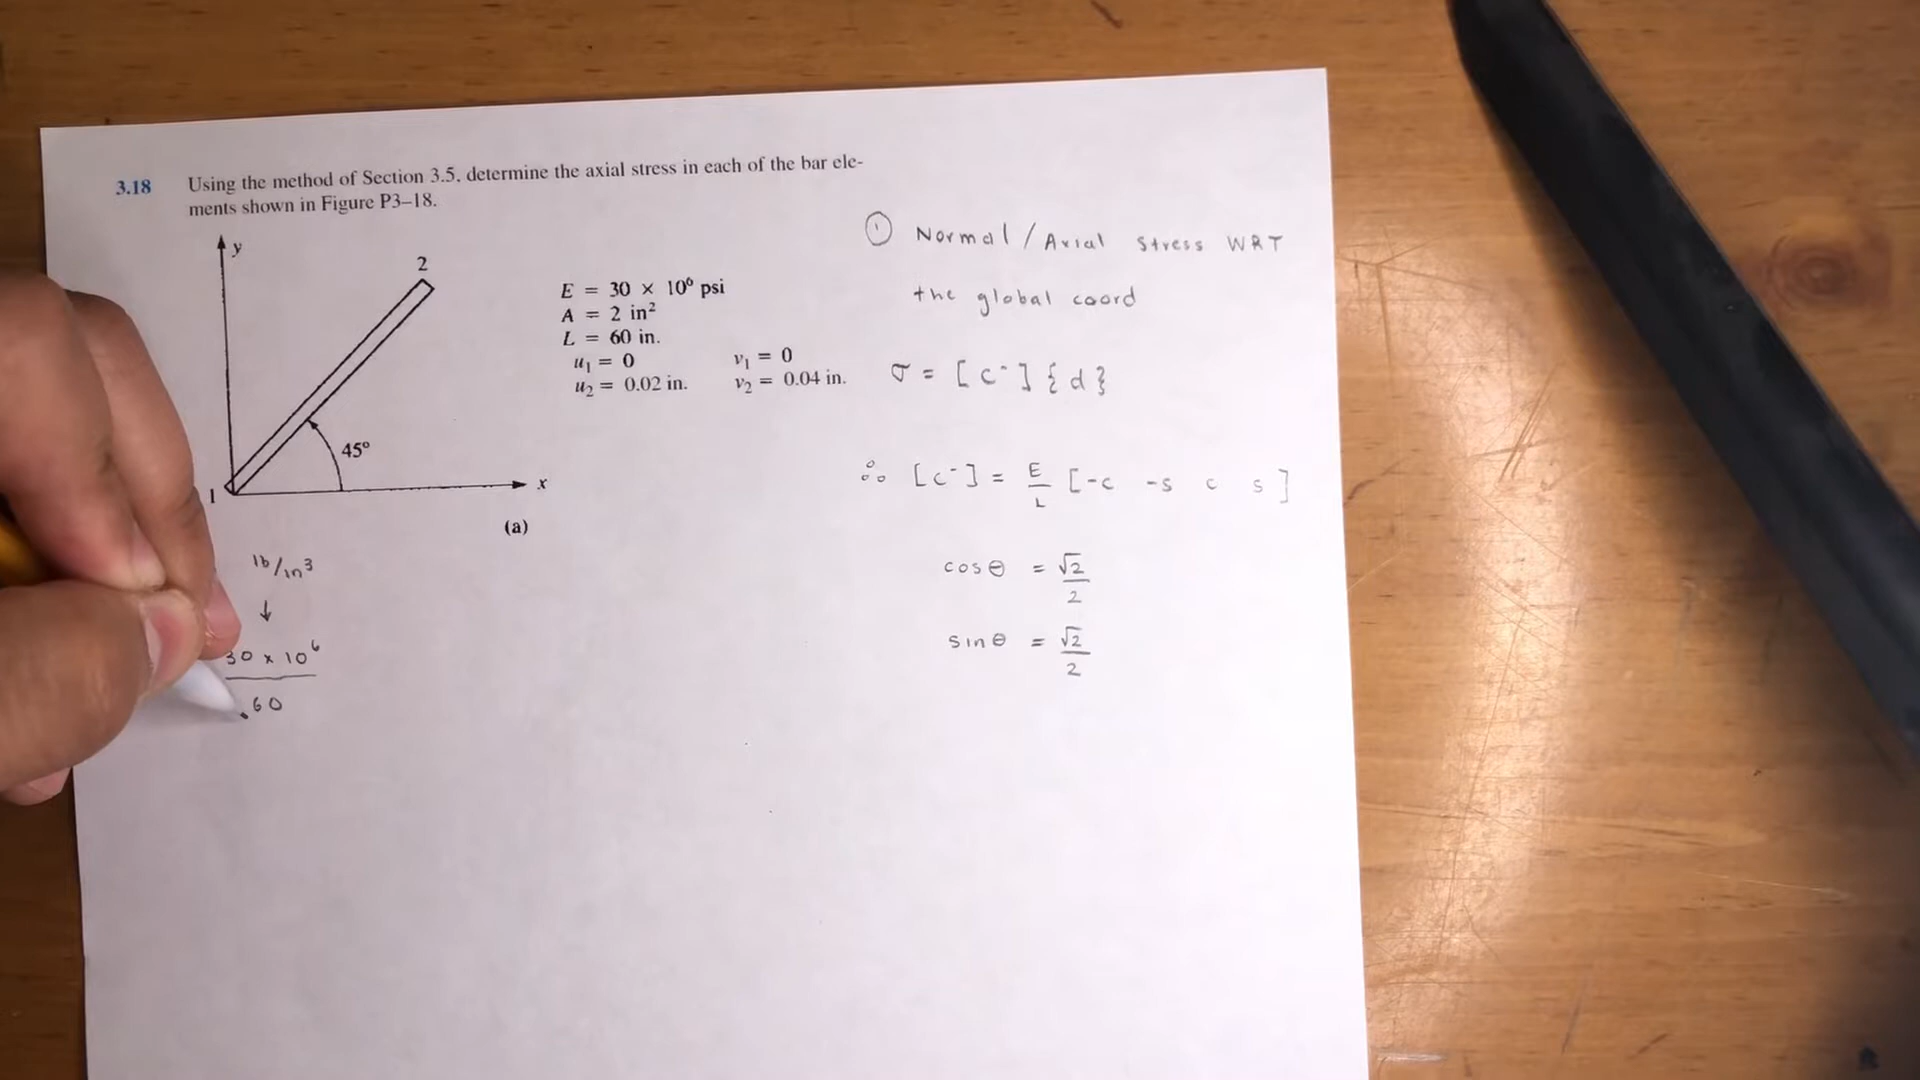 3.18 Using the method of Section 3.5, determine the axial stress in each of the bar ele-
ments shown in Figure P3–18.
y
2
45°
1
x
(a)
E = 30 × 10⁶ psi
A = 2 in²
L = 60 in.
u₁ = 0 v₁ = 0
u₂ = 0.02 in. v₂ = 0.04 in.
① Normal/Axial stress WRT
the global coord
σ = [c⁻] {d}
∴ [c⁻] = E/L [-c -s c s]
cosθ = √2/2
sinθ = √2/2
lb/in³
↓
30 x 10⁶
60